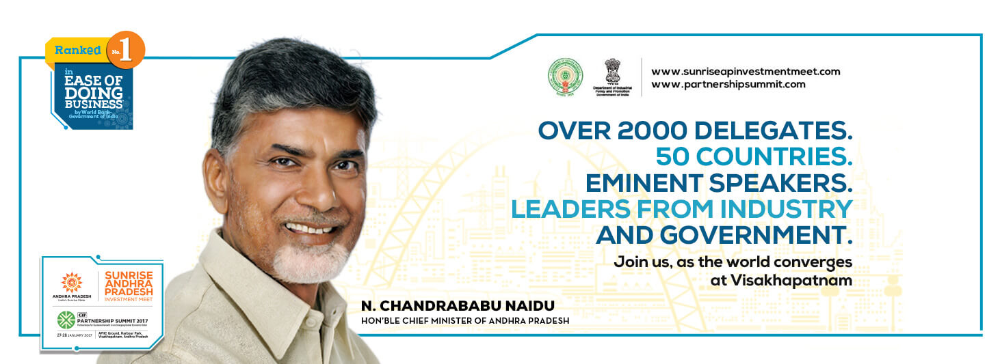 Ranked No.1
in
EASE OF
DOING
BUSINESS
by World Bank-
Government of India
Department of Industrial
Policy and Promotion
Government of India
www.sunriseapinvestmentmeet.com
www.partnershipsummit.com
OVER 2000 DELEGATES.
50 COUNTRIES.
EMINENT SPEAKERS.
LEADERS FROM INDUSTRY
AND GOVERNMENT.
Join us, as the world converges
at Visakhapatnam
N. CHANDRABABU NAIDU
HON'BLE CHIEF MINISTER OF ANDHRA PRADESH
ANDHRA PRADESH
India's Sunrise State
SUNRISE
ANDHRA
PRADESH
INVESTMENT MEET
CII
PARTNERSHIP SUMMIT 2017
27-28 JANUARY 2017
APIIC Ground, Harbour Park,
Visakhapatnam, Andhra Pradesh